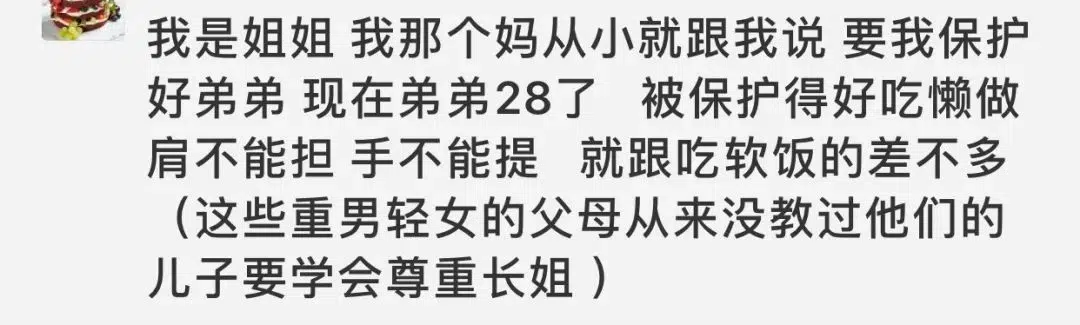 我是姐姐 我那个妈从小就跟我说 要我保护
好弟弟 现在弟弟28了 被保护得好吃懒做
肩不能担 手不能提 就跟吃软饭的差不多
（这些重男轻女的父母从来没教过他们的
儿子要学会尊重长姐 ）